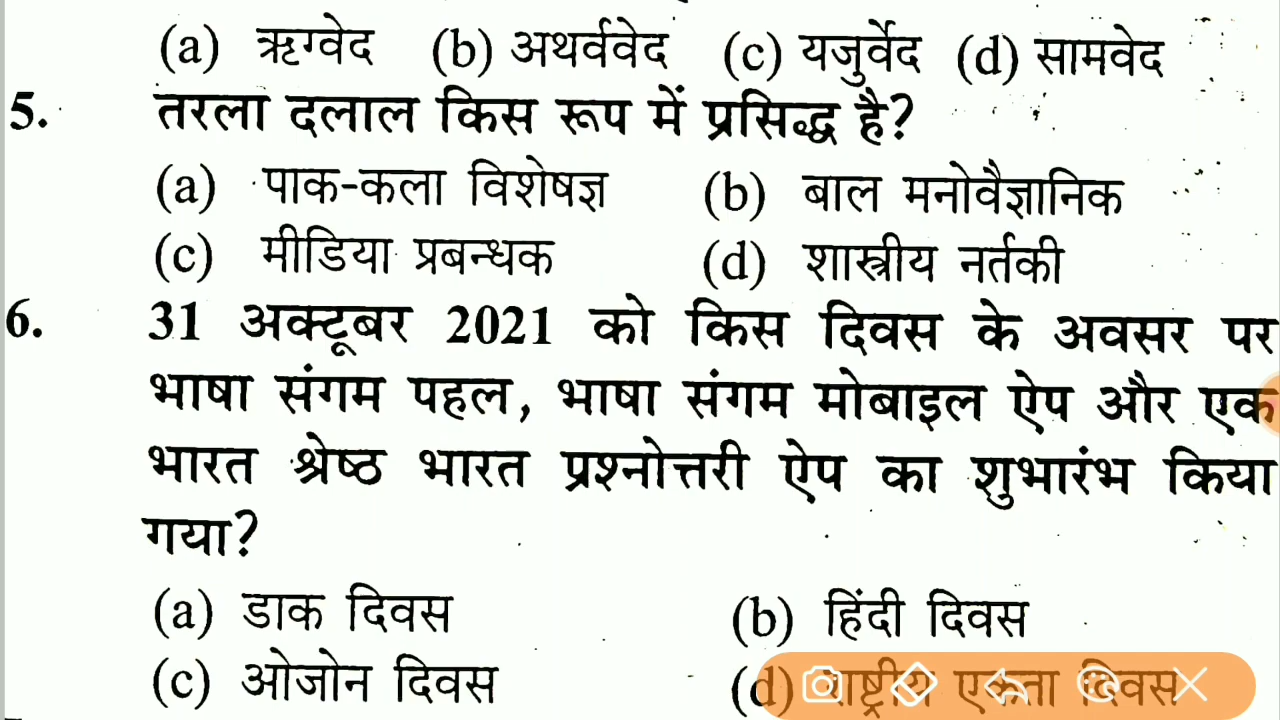 (a) ऋग्वेद (b) अथर्ववेद (c) यजुर्वेद (d) सामवेद
5. तरला दलाल किस रूप में प्रसिद्ध है?
(a) पाक-कला विशेषज्ञ (b) बाल मनोवैज्ञानिक
(c) मीडिया प्रबन्धक (d) शास्त्रीय नर्तकी
6. 31 अक्टूबर 2021 को किस दिवस के अवसर पर
भाषा संगम पहल, भाषा संगम मोबाइल ऐप और एक
भारत श्रेष्ठ भारत प्रश्नोत्तरी ऐप का शुभारंभ किया
गया?
(a) डाक दिवस (b) हिंदी दिवस
(c) ओजोन दिवस (d) राष्ट्रीय एकता दिवस